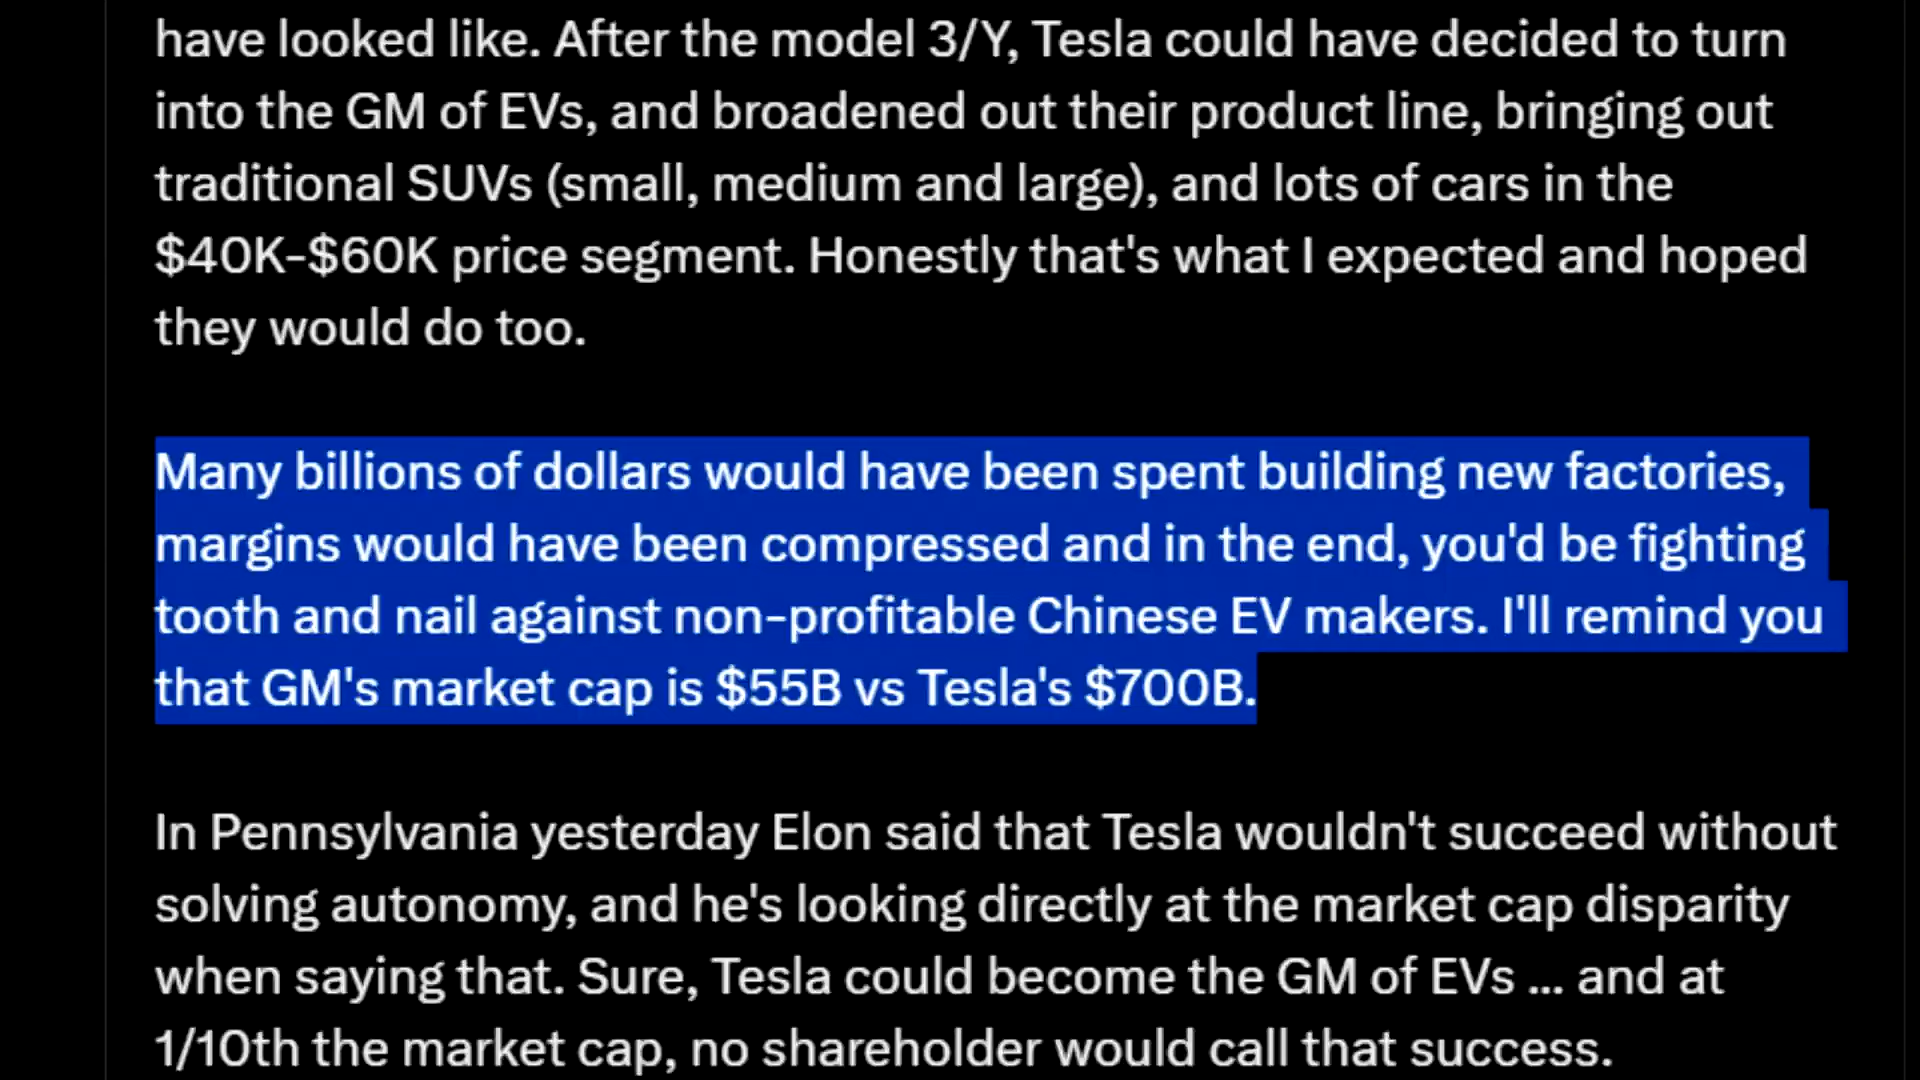 have looked like. After the model 3/Y, Tesla could have decided to turn
into the GM of EVs, and broadened out their product line, bringing out
traditional SUVs (small, medium and large), and lots of cars in the
$40K-$60K price segment. Honestly that's what I expected and hoped
they would do too.
Many billions of dollars would have been spent building new factories,
margins would have been compressed and in the end, you'd be fighting
tooth and nail against non-profitable Chinese EV makers. I'll remind you
that GM's market cap is $55B vs Tesla's $700B.
In Pennsylvania yesterday Elon said that Tesla wouldn't succeed without
solving autonomy, and he's looking directly at the market cap disparity
when saying that. Sure, Tesla could become the GM of EVs ... and at
1/10th the market cap, no shareholder would call that success.